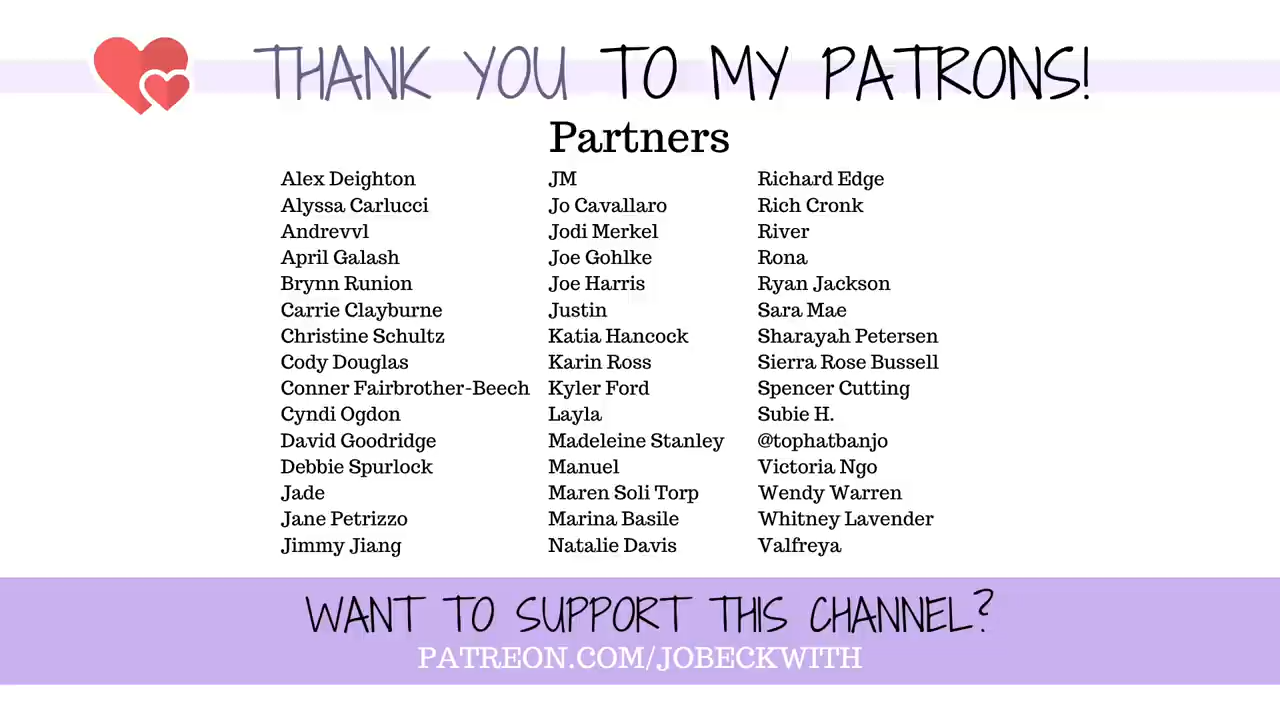 THANK YOU TO MY PATRONS!
Partners
Alex Deighton
Alyssa Carlucci
Andrevvl
April Galash
Brynn Runion
Carrie Clayburne
Christine Schultz
Cody Douglas
Conner Fairbrother-Beech
Cyndi Ogdon
David Goodridge
Debbie Spurlock
Jade
Jane Petrizzo
Jimmy Jiang
JM
Jo Cavallaro
Jodi Merkel
Joe Gohlke
Joe Harris
Justin
Katia Hancock
Karin Ross
Kyler Ford
Layla
Madeleine Stanley
Manuel
Maren Soli Torp
Marina Basile
Natalie Davis
Richard Edge
Rich Cronk
River
Rona
Ryan Jackson
Sara Mae
Sharayah Petersen
Sierra Rose Bussell
Spencer Cutting
Subie H.
@tophatbanjo
Victoria Ngo
Wendy Warren
Whitney Lavender
Valfreya
WANT TO SUPPORT THIS CHANNEL?
PATREON.COM/JOBECKWITH